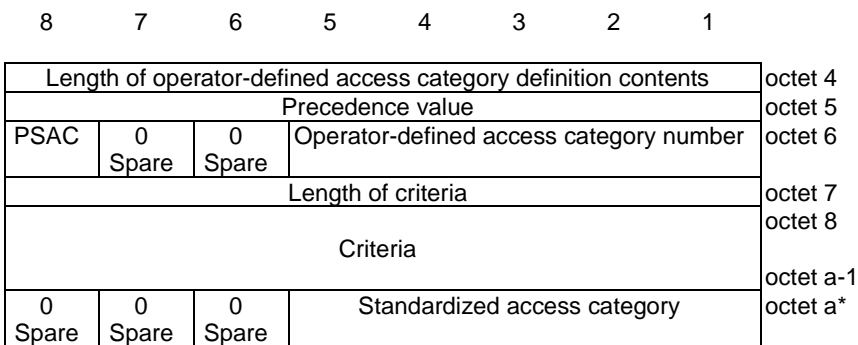 8 7 6 5 4 3 2 1
Length of operator-defined access category definition contents octet 4
Precedence value octet 5
PSAC 0 0 Operator-defined access category number octet 6
Spare Spare
Length of criteria octet 7
octet 8
Criteria
octet a-1
0 0 0 Standardized access category octet a*
Spare Spare Spare